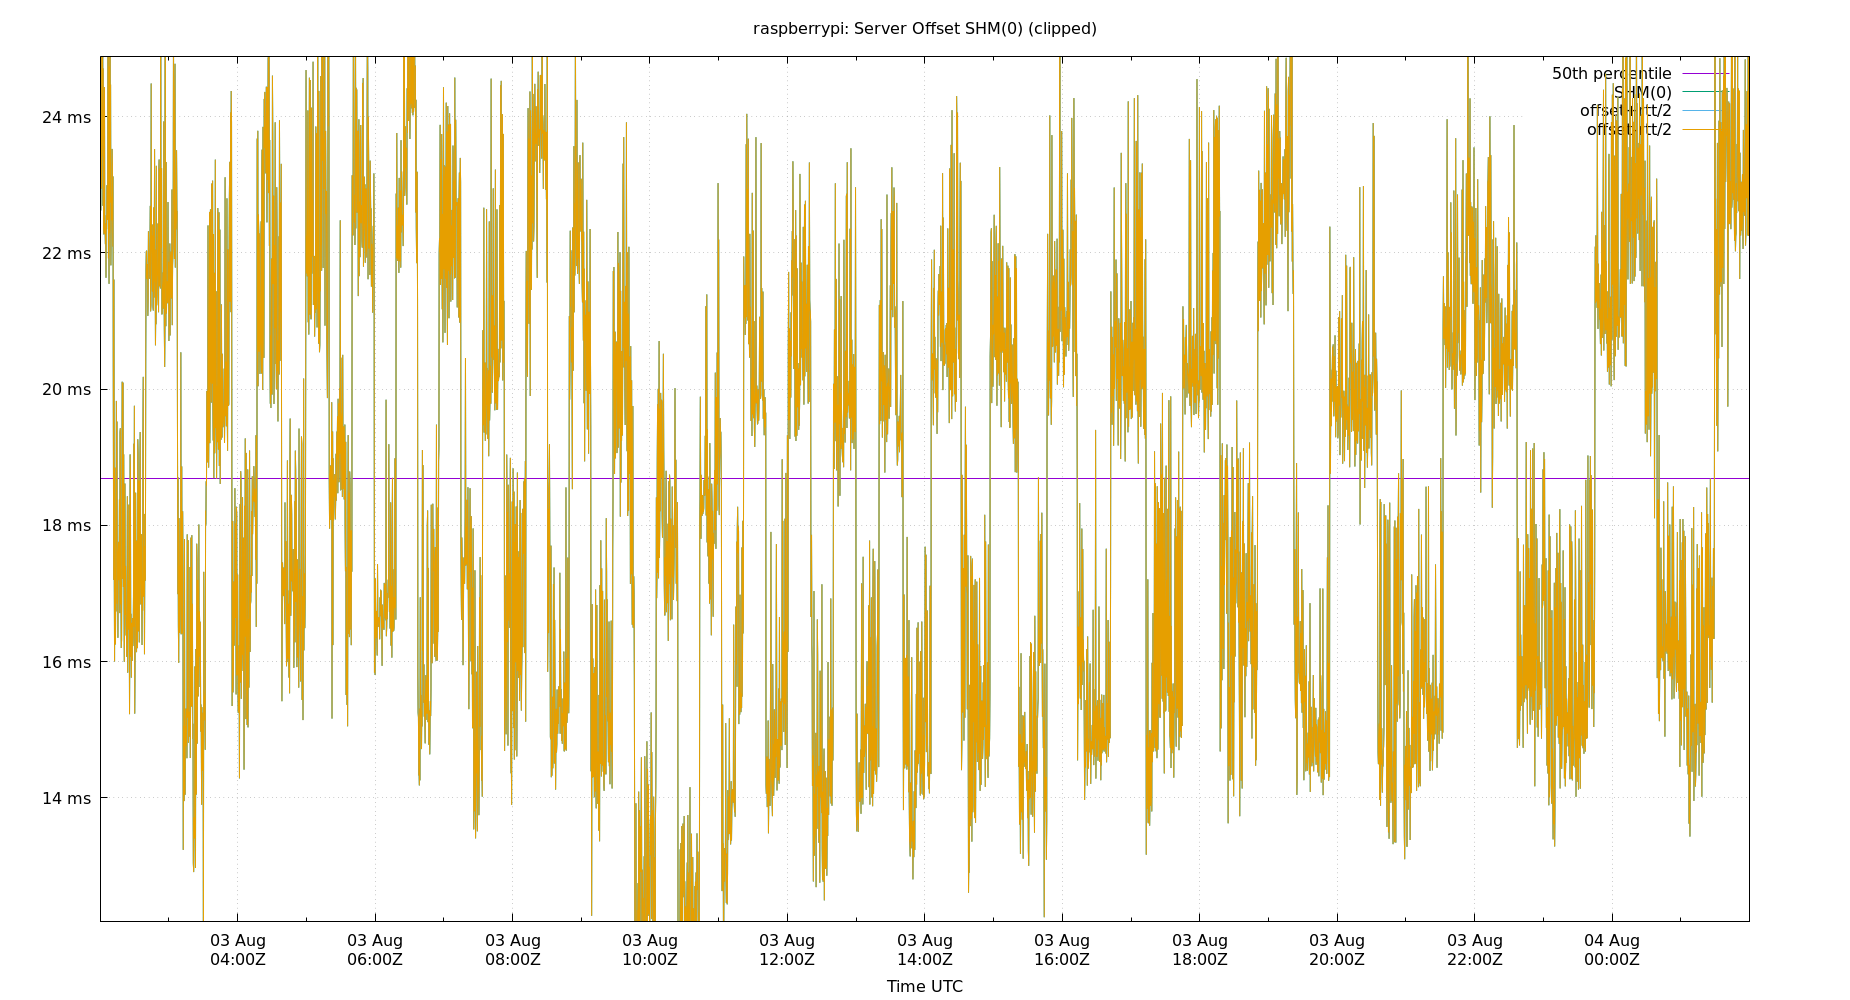 raspberrypi: Server Offset SHM(0) (clipped)
50th percentile
SHM(0)
offset+rtt/2
offset-rtt/2
24 ms
22 ms
20 ms
18 ms
16 ms
14 ms
03 Aug 03 Aug 03 Aug 03 Aug 03 Aug 03 Aug 03 Aug 03 Aug 03 Aug 03 Aug 04 Aug
04:00Z 06:00Z 08:00Z 10:00Z 12:00Z 14:00Z 16:00Z 18:00Z 20:00Z 22:00Z 00:00Z
Time UTC